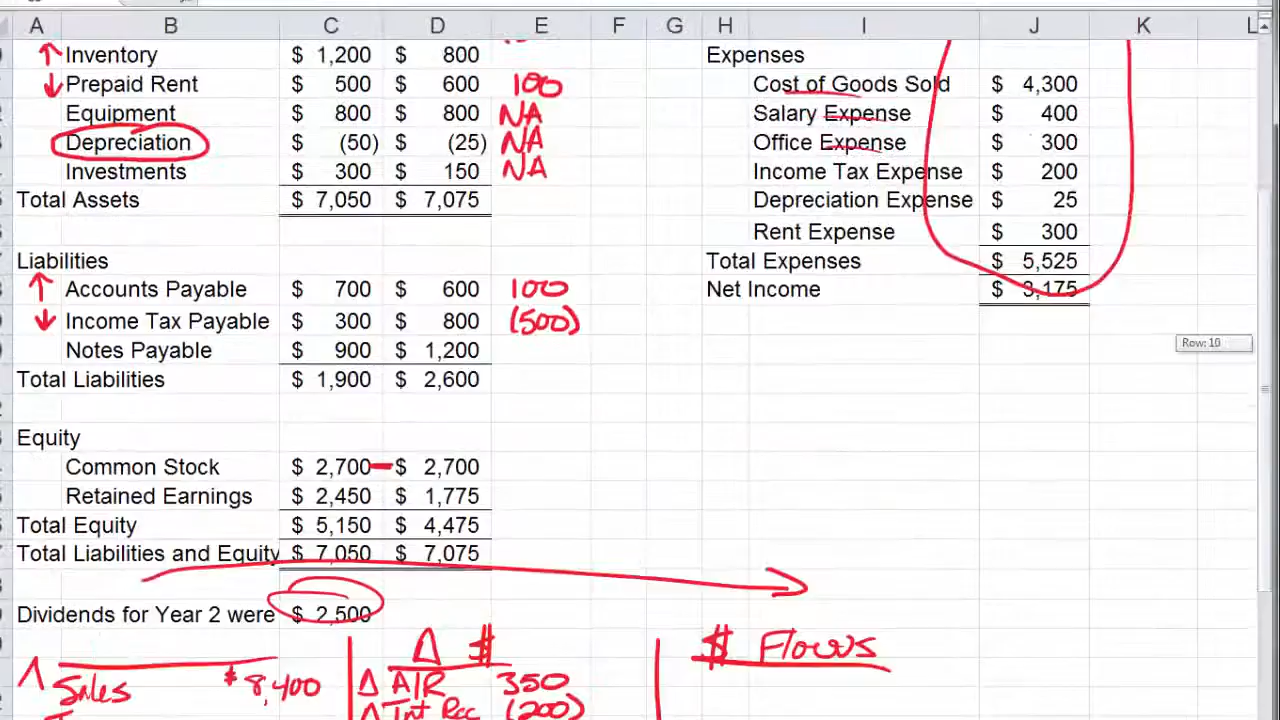 A B C D E F G H I J K L
Inventory $ 1,200 $ 800 Expenses
Prepaid Rent $ 500 $ 600 100 Cost of Goods Sold $ 4,300
Equipment $ 800 $ 800 NA Salary Expense $ 400
Depreciation $ (50) $ (25) NA Office Expense $ 300
Investments $ 300 $ 150 NA Income Tax Expense $ 200
Total Assets $ 7,050 $ 7,075 Depreciation Expense $ 25
Rent Expense $ 300
Liabilities Total Expenses $ 5,525
Accounts Payable $ 700 $ 600 100 Net Income $ 3,175
Income Tax Payable $ 300 $ 800 (500)
Row: 10
Notes Payable $ 900 $ 1,200
Total Liabilities $ 1,900 $ 2,600
Equity
Common Stock $ 2,700 $ 2,700
Retained Earnings $ 2,450 $ 1,775
Total Equity $ 5,150 $ 4,475
Total Liabilities and Equity $ 7,050 $ 7,075
Dividends for Year 2 were $ 2,500
Δ $ $ Flows
Sales $ 8,400 Δ A/R 350
Δ Int Rec (200)